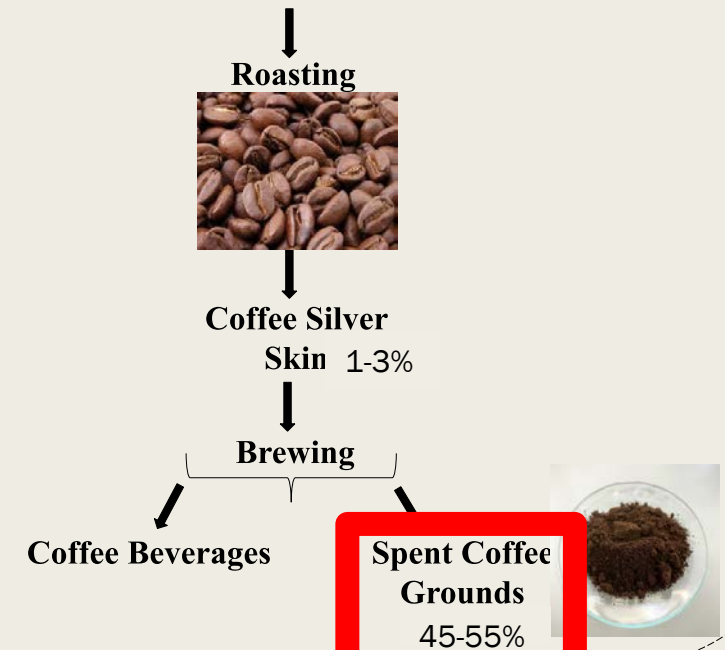 Roasting
Coffee Silver
Skin 1-3%
Brewing
Coffee Beverages
Spent Coffee
Grounds
45-55%